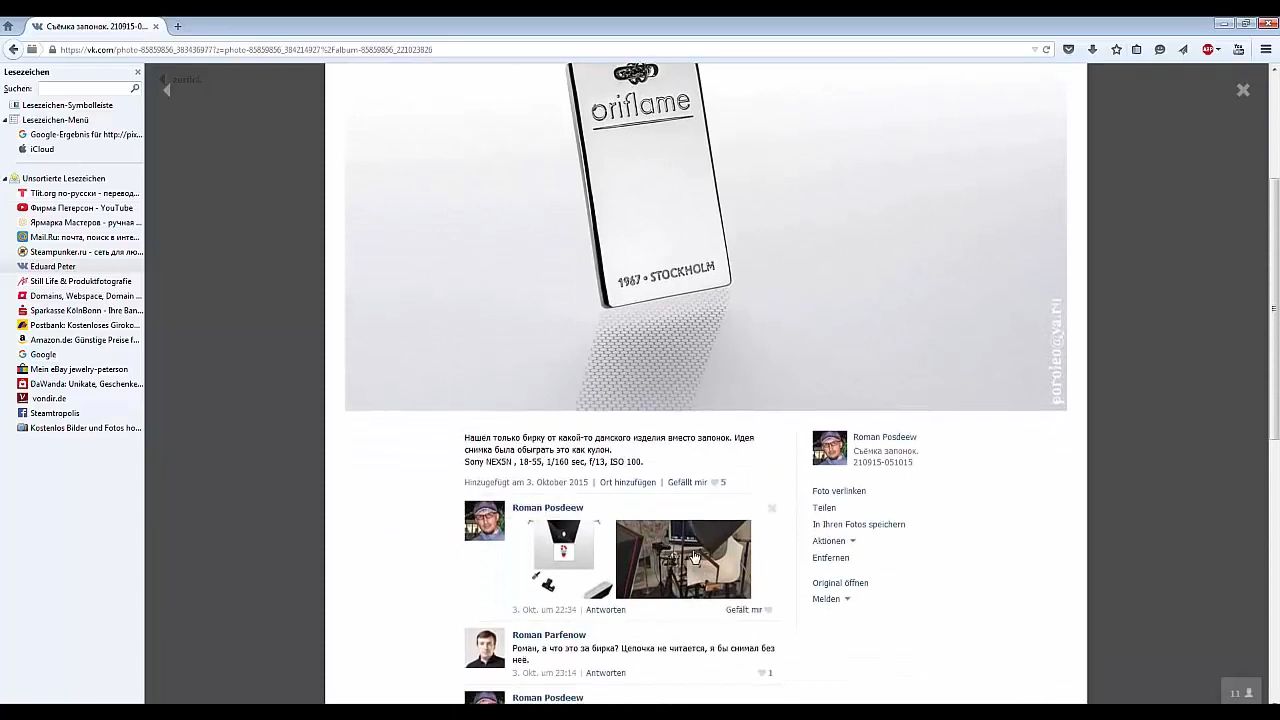 Съёмка запонок. 210915-0...
https://vk.com/photo-85859856_383436977?z=photo-85859856_384214927%2Falbum-85859856_221023826
ABP
Lesezeichen
Suchen:
Lesezeichen-Symbolleiste
Lesezeichen-Menü
Google-Ergebnis für http://pix...
iCloud
Unsortierte Lesezeichen
Tlit.org по-русски - перевод...
Фирма Петерсон - YouTube
Ярмарка Мастеров - ручная ...
Mail.Ru: почта, поиск в инте...
Steampunker.ru - сеть для лю...
Eduard Peter
Still Life & Produktfotografie
Domains, Webspace, Domain ...
Sparkasse KölnBonn - Ihre Ban...
Postbank: Kostenloses Giroko...
Amazon.de: Günstige Preise f...
Google
Mein eBay jewelry-peterson
DaWanda: Unikate, Geschenke...
vondir.de
Steamtropolis
Kostenlos Bilder und Fotos ho...
zurück
oriflame
1967 • STOCKHOLM
poroleo@ya.ru
Нашёл только бирку от какой-то дамского изделия вместо запонок. Идея
снимка была обыграть это как кулон.
Sony NEX5N , 18-55, 1/160 sec, f/13, ISO 100.
Hinzugefügt am 3. Oktober 2015 | Ort hinzufügen | Gefällt mir 5
Roman Posdeew
3. Okt. um 22:34 | Antworten
Gefällt mir
Roman Parfenow
Роман, а что это за бирка? Цепочка не читается, я бы снимал без
неё.
3. Okt. um 23:14 | Antworten
1
Roman Posdeew
Roman Posdeew
Съёмка запонок.
210915-051015
Foto verlinken
Teilen
In Ihren Fotos speichern
Aktionen
Entfernen
Original öffnen
Melden
11